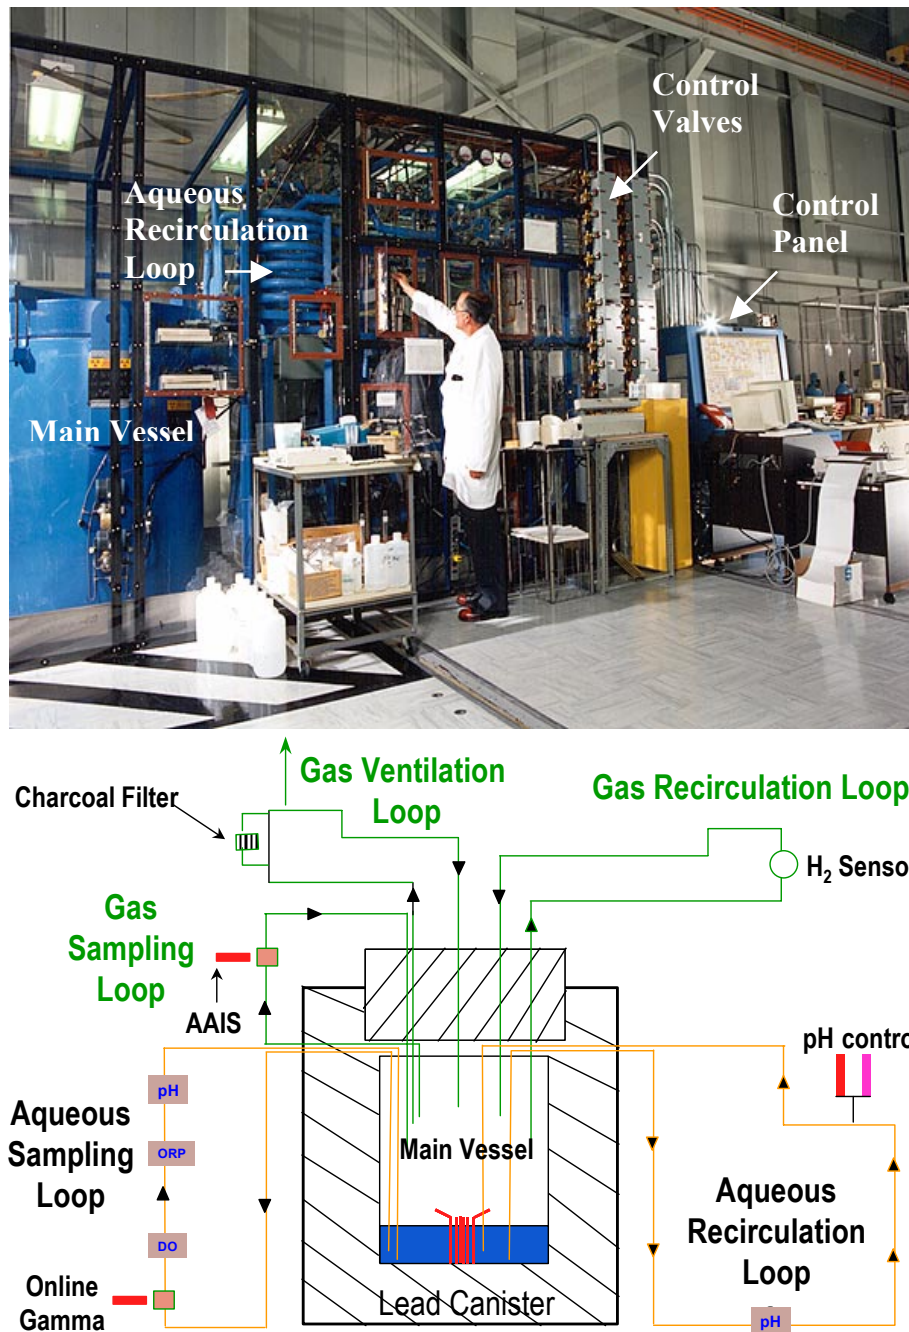 Control
Valves
Aqueous
Recirculation
Loop
Control
Panel
Main Vessel
Gas Ventilation
Loop
Charcoal Filter
Gas Recirculation Loop
H₂ Senso
Gas
Sampling
Loop
AAIS
pH contro
pH
Aqueous
Sampling
Loop
ORP
Main Vessel
Aqueous
Recirculation
Loop
DO
Online
Gamma
Lead Canister
pH